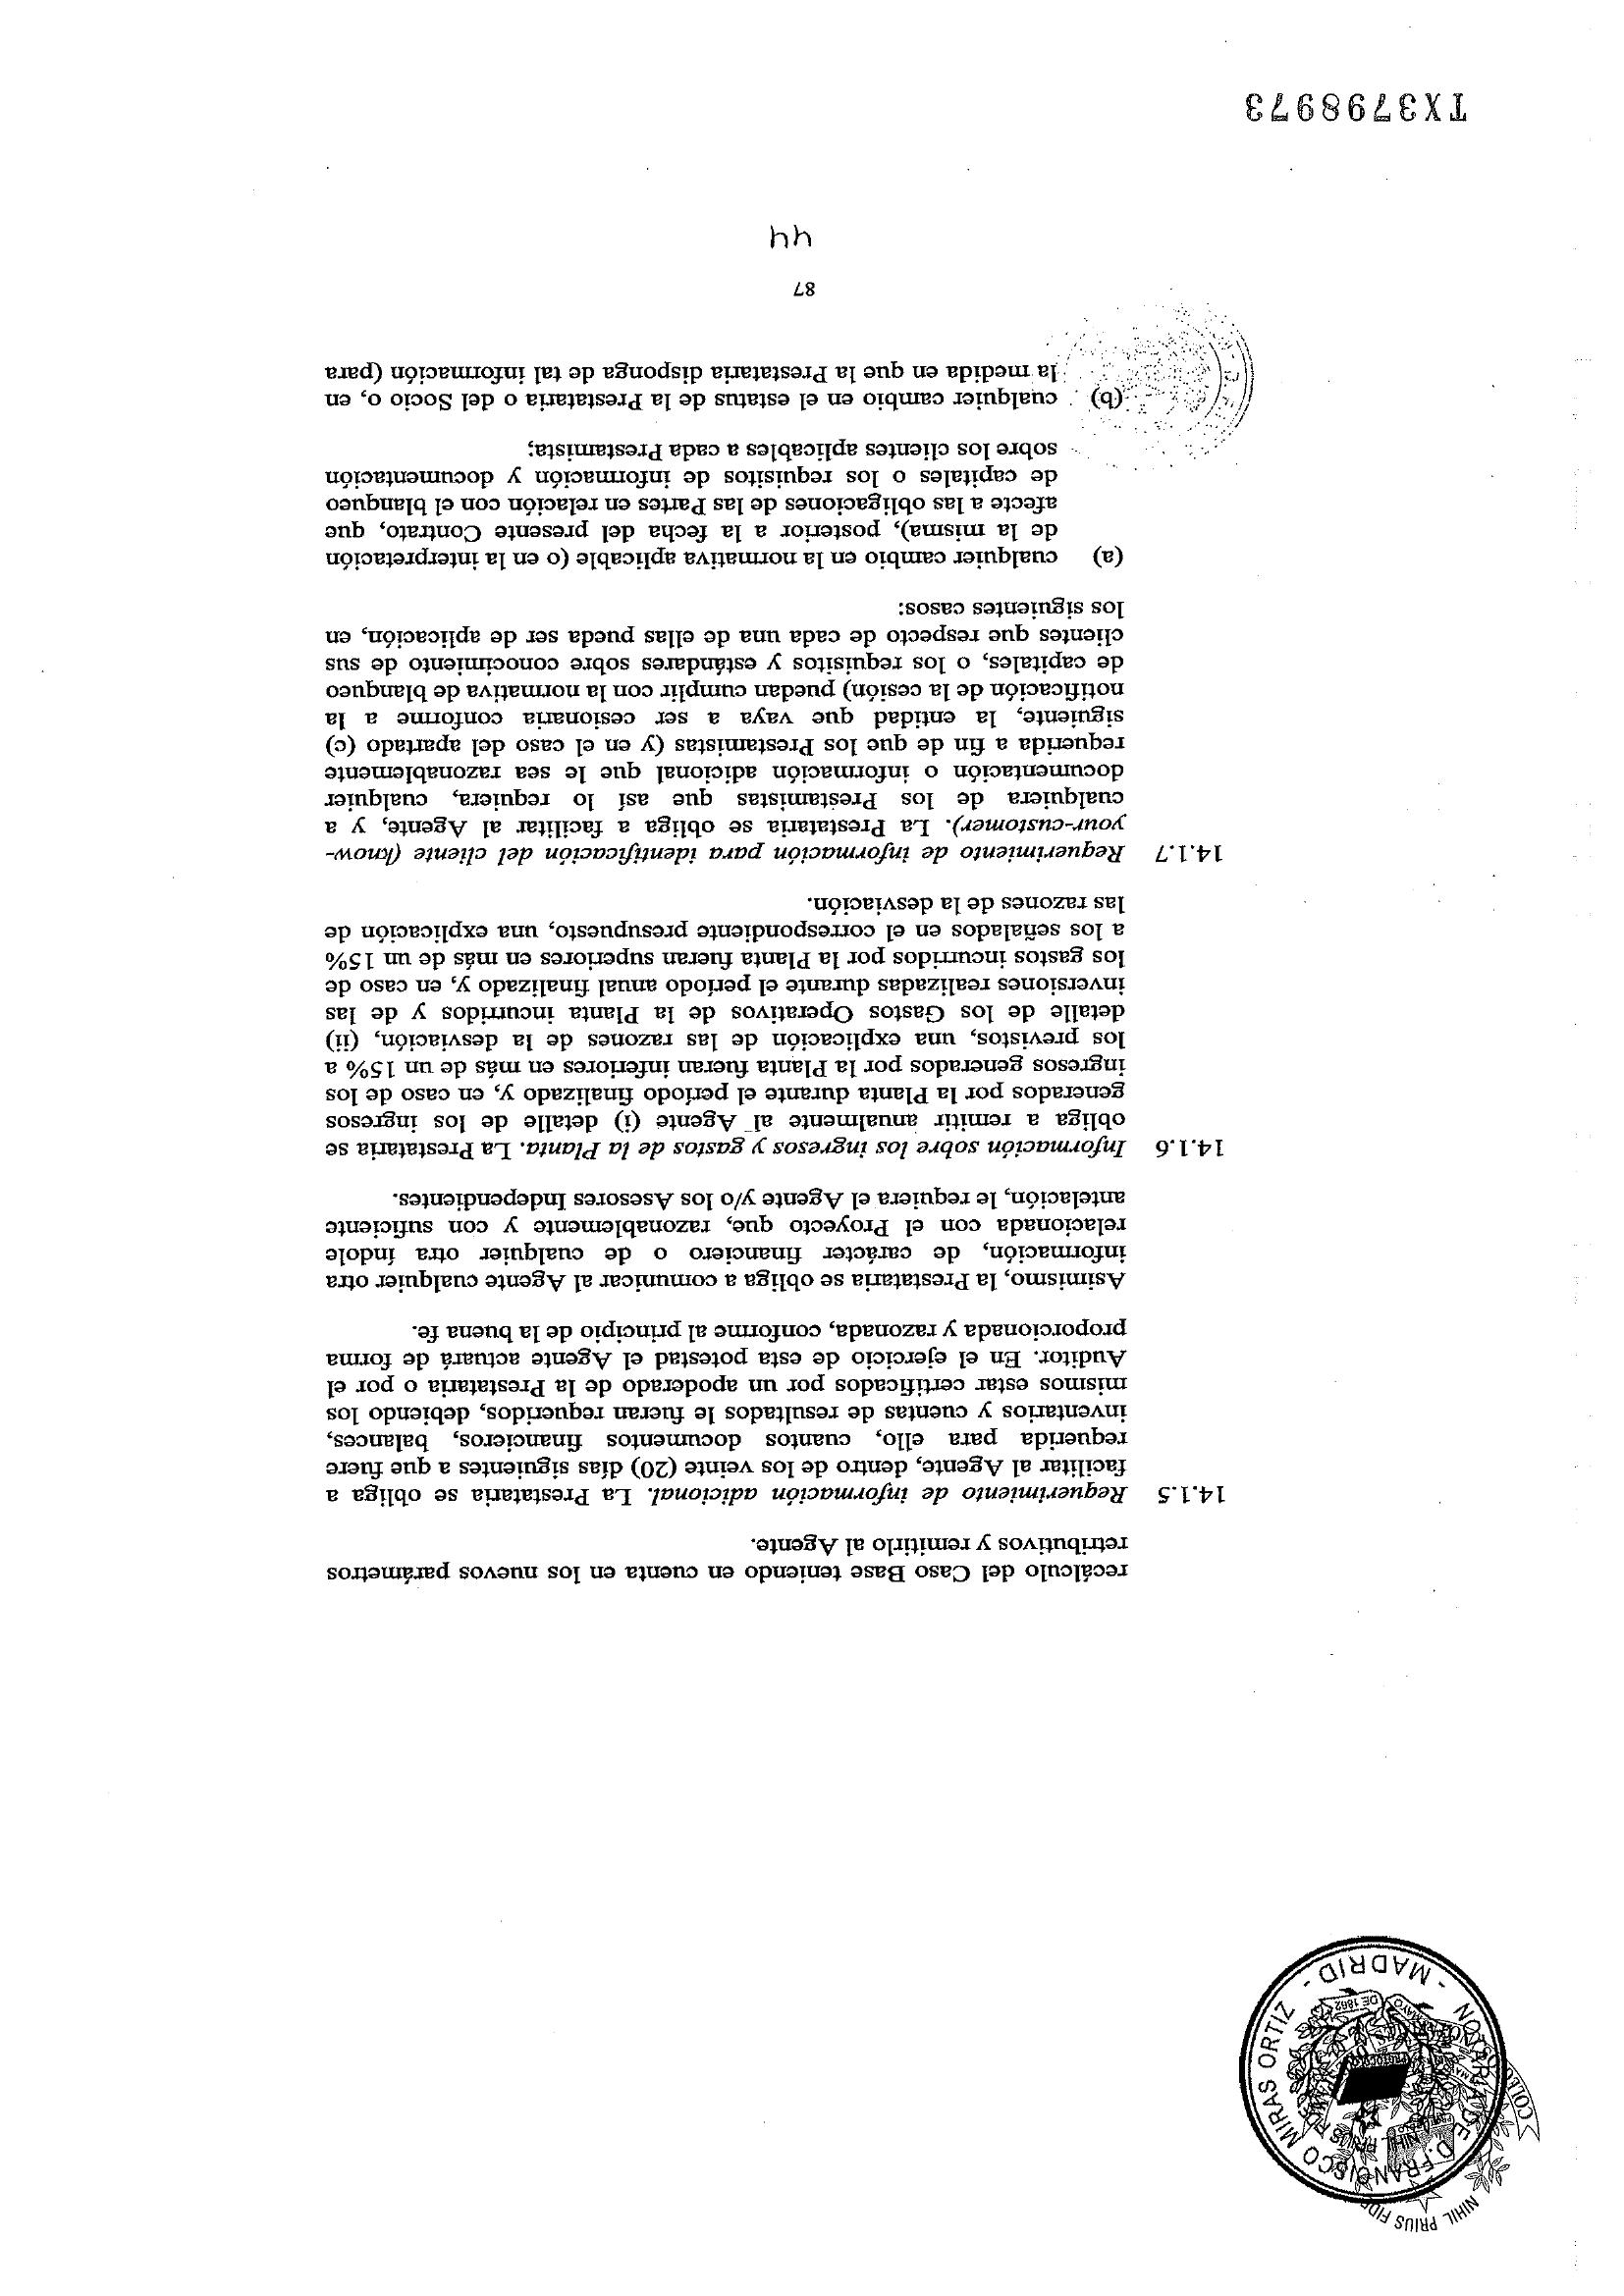 NIHIL PRIUS FIDE
NOTARIA DE D. FRANCISCO MIRAS ORTIZ
- MADRID -
NIHIL PRIUS
MAYO
DE 1862
recálculo del Caso Base teniendo en cuenta en los nuevos parámetros
retributivos y remitirlo al Agente.
14.1.5 Requerimiento de información adicional. La Prestataria se obliga a
facilitar al Agente, dentro de los veinte (20) días siguientes a que fuere
requerida para ello, cuantos documentos financieros, balances,
inventarios y cuentas de resultados le fueran requeridos, debiendo los
mismos estar certificados por un apoderado de la Prestataria o por el
Auditor. En el ejercicio de esta potestad el Agente actuará de forma
proporcionada y razonada, conforme al principio de la buena fe.
Asimismo, la Prestataria se obliga a comunicar al Agente cualquier otra
información, de carácter financiero o de cualquier otra índole
relacionada con el Proyecto que, razonablemente y con suficiente
antelación, le requiera el Agente y/o los Asesores Independientes.
14.1.6 Información sobre los ingresos y gastos de la Planta. La Prestataria se
obliga a remitir anualmente al Agente (i) detalle de los ingresos
generados por la Planta durante el período finalizado y, en caso de los
ingresos generados por la Planta fueran inferiores en más de un 15% a
los previstos, una explicación de las razones de la desviación, (ii)
detalle de los Gastos Operativos de la Planta incurridos y de las
inversiones realizadas durante el período anual finalizado y, en caso de
los gastos incurridos por la Planta fueran superiores en más de un 15%
a los señalados en el correspondiente presupuesto, una explicación de
las razones de la desviación.
14.1.7 Requerimiento de información para identificación del cliente (know-
your-customer). La Prestataria se obliga a facilitar al Agente, y a
cualquiera de los Prestamistas que así lo requiera, cualquier
documentación o información adicional que le sea razonablemente
requerida a fin de que los Prestamistas (y en el caso del apartado (c)
siguiente, la entidad que vaya a ser cesionaria conforme a la
notificación de la cesión) puedan cumplir con la normativa de blanqueo
de capitales, o los requisitos y estándares sobre conocimiento de sus
clientes que respecto de cada una de ellas pueda ser de aplicación, en
los siguientes casos:
(a) cualquier cambio en la normativa aplicable (o en la interpretación
de la misma), posterior a la fecha del presente Contrato, que
afecte a las obligaciones de las Partes en relación con el blanqueo
de capitales o los requisitos de información y documentación
sobre los clientes aplicables a cada Prestamista;
(b) cualquier cambio en el estatus de la Prestataria o del Socio o, en
la medida en que la Prestataria disponga de tal información (para
87
44
TX3798973